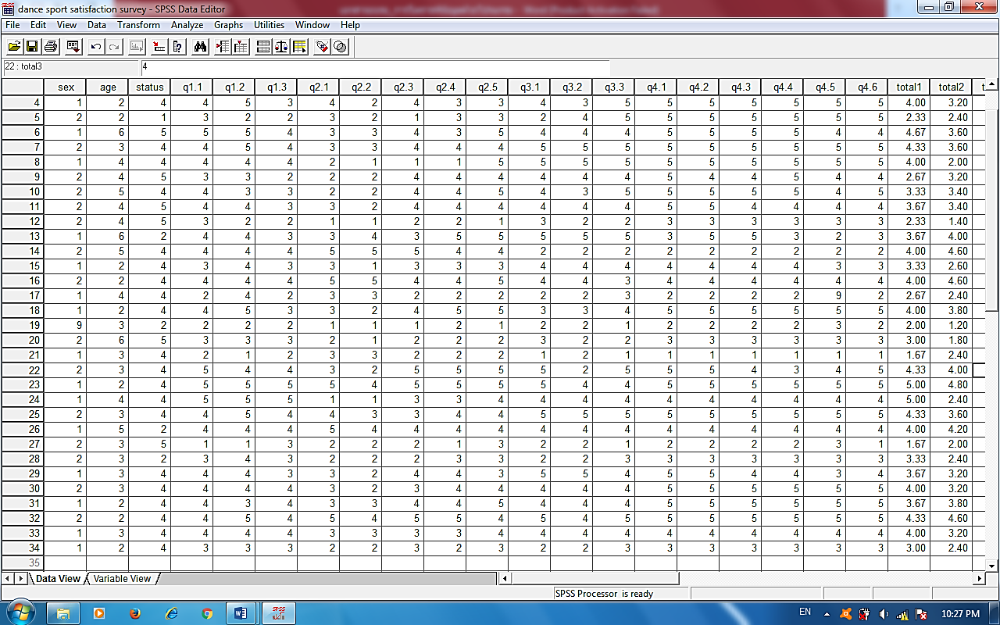 dance sport satisfaction survey - SPSS Data Editor
File Edit View Data Transform Analyze Graphs Utilities Window Help
22 : total3 4
sex age status q1.1 q1.2 q1.3 q2.1 q2.2 q2.3 q2.4 q2.5 q3.1 q3.2 q3.3 q4.1 q4.2 q4.3 q4.4 q4.5 q4.6 total1 total2 t
4 1 2 4 4 5 3 4 2 4 3 3 4 3 5 5 5 5 5 5 5 4.00 3.20
5 2 2 1 3 2 2 3 2 1 3 3 2 4 5 5 5 5 5 5 5 2.33 2.40
6 1 6 5 5 5 4 3 3 4 3 5 4 4 4 5 5 5 5 4 4 4.67 3.60
7 2 3 4 4 5 4 3 3 4 4 4 5 5 5 5 5 5 5 5 5 4.33 3.60
8 1 4 4 4 4 4 2 1 1 1 5 5 5 5 5 5 5 5 5 5 4.00 2.00
9 2 4 5 3 3 2 2 2 4 4 4 4 4 4 5 4 4 5 4 4 2.67 3.20
10 2 5 4 4 3 3 2 2 4 4 5 4 3 5 5 5 5 5 4 5 3.33 3.40
11 2 4 5 4 4 3 3 2 4 4 4 4 4 4 5 5 4 4 4 4 3.67 3.40
12 2 4 5 3 2 2 1 1 2 2 1 3 2 2 3 3 3 3 3 3 2.33 1.40
13 1 6 2 4 4 3 3 4 3 5 5 5 5 5 3 5 5 3 2 3 3.67 4.00
14 2 5 4 4 4 4 5 5 5 4 4 2 2 2 2 2 2 2 2 2 4.00 4.60
15 1 2 4 3 4 3 3 1 3 3 3 4 4 4 4 4 4 4 3 3 3.33 2.60
16 2 2 4 4 4 4 5 5 4 4 5 4 4 3 4 4 4 4 4 4 4.00 4.60
17 1 4 4 2 4 2 3 3 2 2 2 2 2 3 2 2 2 2 9 2 2.67 2.40
18 1 2 4 4 5 3 3 2 4 5 5 3 3 4 5 5 5 5 5 5 4.00 3.80
19 9 3 2 2 2 2 1 1 1 2 1 2 2 1 2 2 2 2 3 2 2.00 1.20
20 2 6 5 3 3 3 2 1 2 2 2 3 2 2 3 3 3 3 3 3 3.00 1.80
21 1 3 4 2 1 2 3 3 2 2 2 1 2 1 1 1 1 1 1 1 1.67 2.40
22 2 3 4 5 4 4 3 2 5 5 5 5 2 5 5 5 4 3 4 5 4.33 4.00
23 1 2 4 5 5 5 5 4 5 5 5 5 4 4 5 5 5 5 5 5 5.00 4.80
24 1 4 4 5 5 5 1 1 3 3 4 4 4 4 4 4 4 4 4 4 5.00 2.40
25 2 3 4 4 5 4 4 3 3 4 4 5 5 5 5 5 5 5 5 5 4.33 3.60
26 1 5 2 4 4 4 5 4 4 4 4 4 4 4 4 4 4 4 4 4 4.00 4.20
27 2 3 5 1 1 3 2 2 2 1 3 2 2 1 2 2 2 2 3 1 1.67 2.00
28 2 3 2 3 4 3 2 2 2 3 3 2 2 3 3 3 3 3 3 3 3.33 2.40
29 1 3 4 4 4 3 3 2 4 4 3 5 5 4 5 5 4 4 3 4 3.67 3.20
30 2 3 4 4 4 4 3 2 3 4 4 4 4 4 5 5 5 5 5 5 4.00 3.20
31 1 2 4 4 3 4 3 3 4 4 5 4 4 4 5 5 4 4 5 5 3.67 3.80
32 2 2 4 4 5 4 5 4 5 5 4 5 4 5 5 5 5 5 5 5 4.33 4.60
33 1 3 4 4 4 4 3 3 3 3 4 4 4 4 4 4 4 4 4 4 4.00 3.20
34 1 2 4 3 3 3 2 2 3 2 3 2 2 3 3 3 3 3 3 3 3.00 2.40
35
Data View Variable View
SPSS Processor is ready
SPSS
EN 10:27 PM